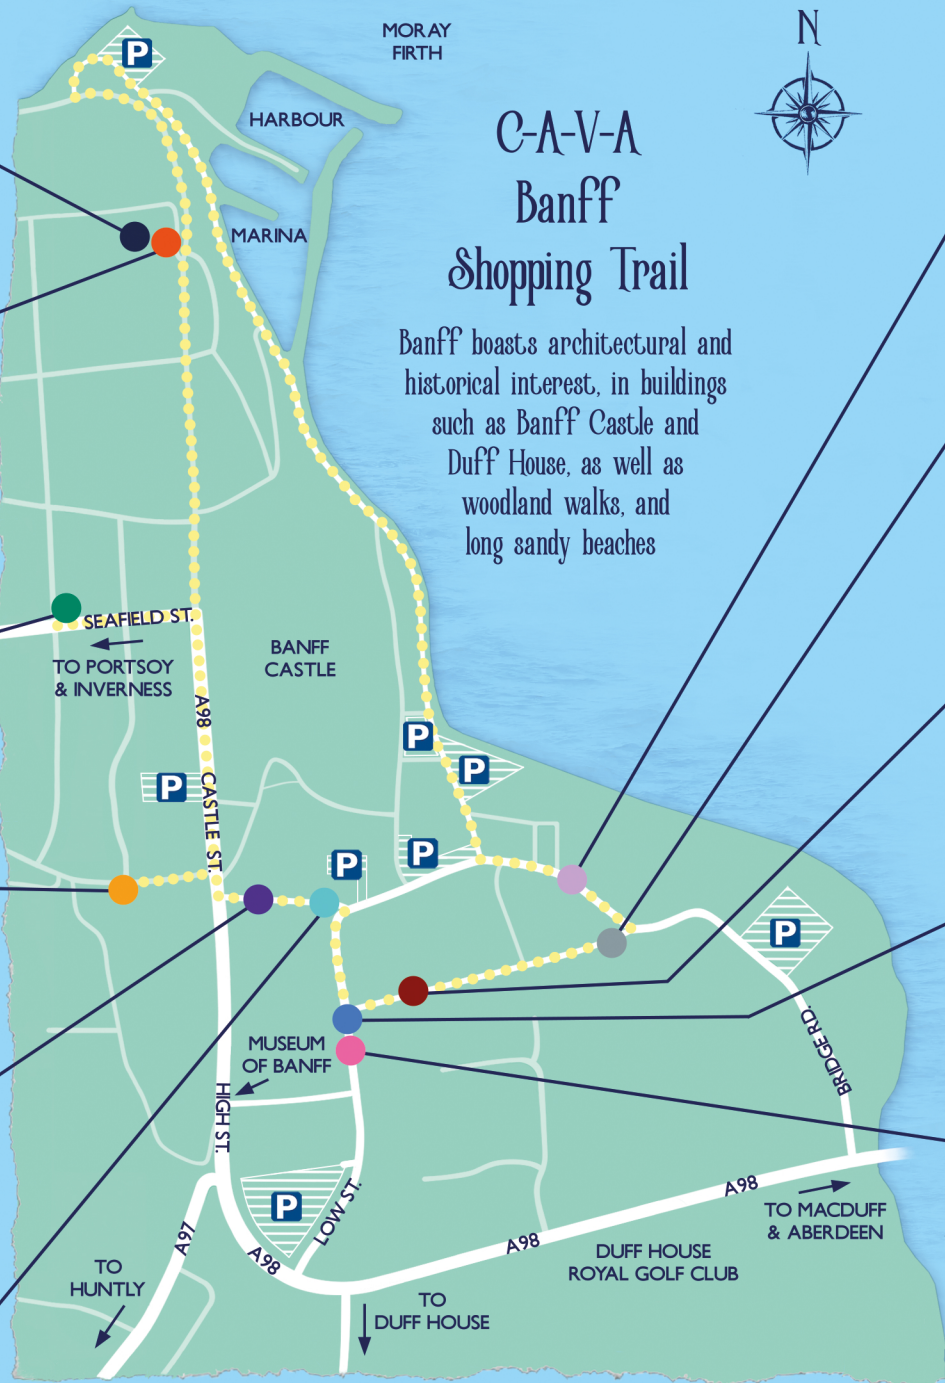 P
MORAY
FIRTH
N
HARBOUR
C-A-V-A
Banff
Shopping Trail
MARINA
Banff boasts architectural and
historical interest, in buildings
such as Banff Castle and
Duff House, as well as
woodland walks, and
long sandy beaches
SEAFIELD ST.
TO PORTSOY
& INVERNESS
BANFF
CASTLE
A98
P
P
P
CASTLE ST.
P
P
P
MUSEUM
OF BANFF
BRIDGE RD.
HIGH ST.
P
LOW ST.
A98
TO MACDUFF
& ABERDEEN
A97
A98
A98
DUFF HOUSE
ROYAL GOLF CLUB
TO
HUNTLY
TO
DUFF HOUSE